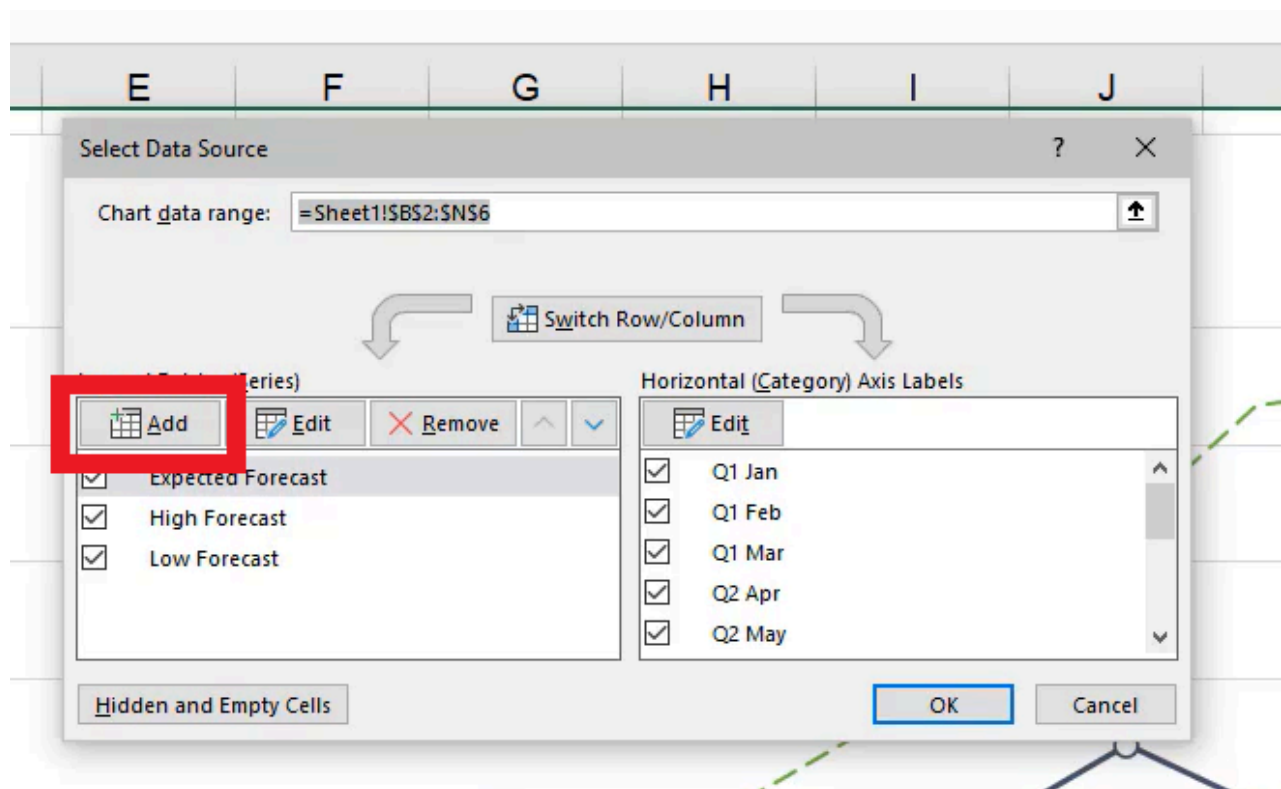 E F G H I J
Select Data Source ?
Chart data range: =Sheet1!$B$2:$N$6
Switch Row/Column
Horizontal (Category) Axis Labels
Add Edit Remove Edit
Expected Forecast
High Forecast
Low Forecast
Q1 Jan
Q1 Feb
Q1 Mar
Q2 Apr
Q2 May
Hidden and Empty Cells OK Cancel